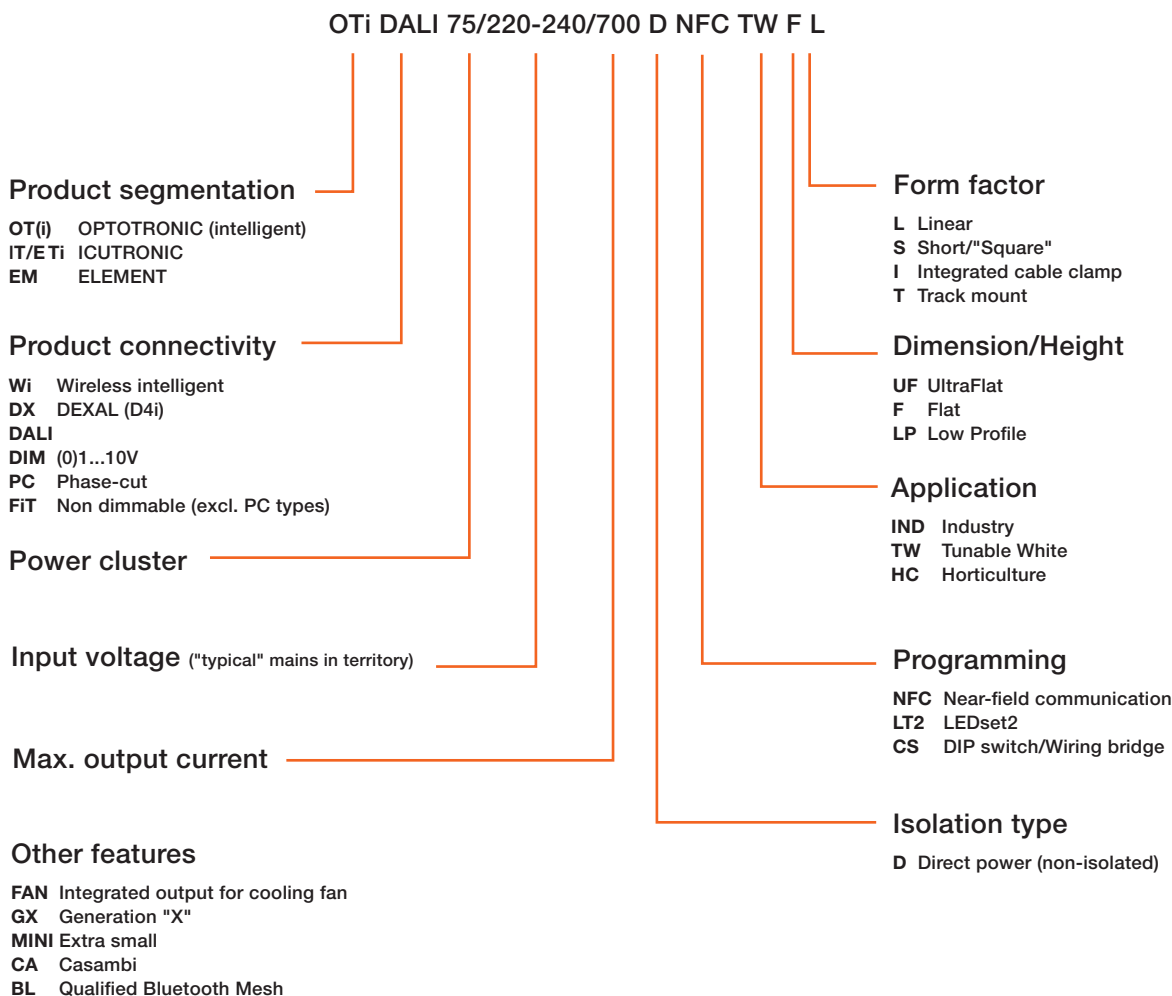 OTi DALI 75/220-240/700 D NFC TW F L
Product segmentation
OT(i) OPTOTRONIC (intelligent)
IT/E Ti ICUTRONIC
EM ELEMENT
Product connectivity
Wi Wireless intelligent
DX DEXAL (D4i)
DALI
DIM (0)1...10V
PC Phase-cut
FiT Non dimmable (excl. PC types)
Power cluster
Input voltage ("typical" mains in territory)
Max. output current
Other features
FAN Integrated output for cooling fan
GX Generation "X"
MINI Extra small
CA Casambi
BL Qualified Bluetooth Mesh
Form factor
L Linear
S Short/"Square"
I Integrated cable clamp
T Track mount
Dimension/Height
UF UltraFlat
F Flat
LP Low Profile
Application
IND Industry
TW Tunable White
HC Horticulture
Programming
NFC Near-field communication
LT2 LEDset2
CS DIP switch/Wiring bridge
Isolation type
D Direct power (non-isolated)